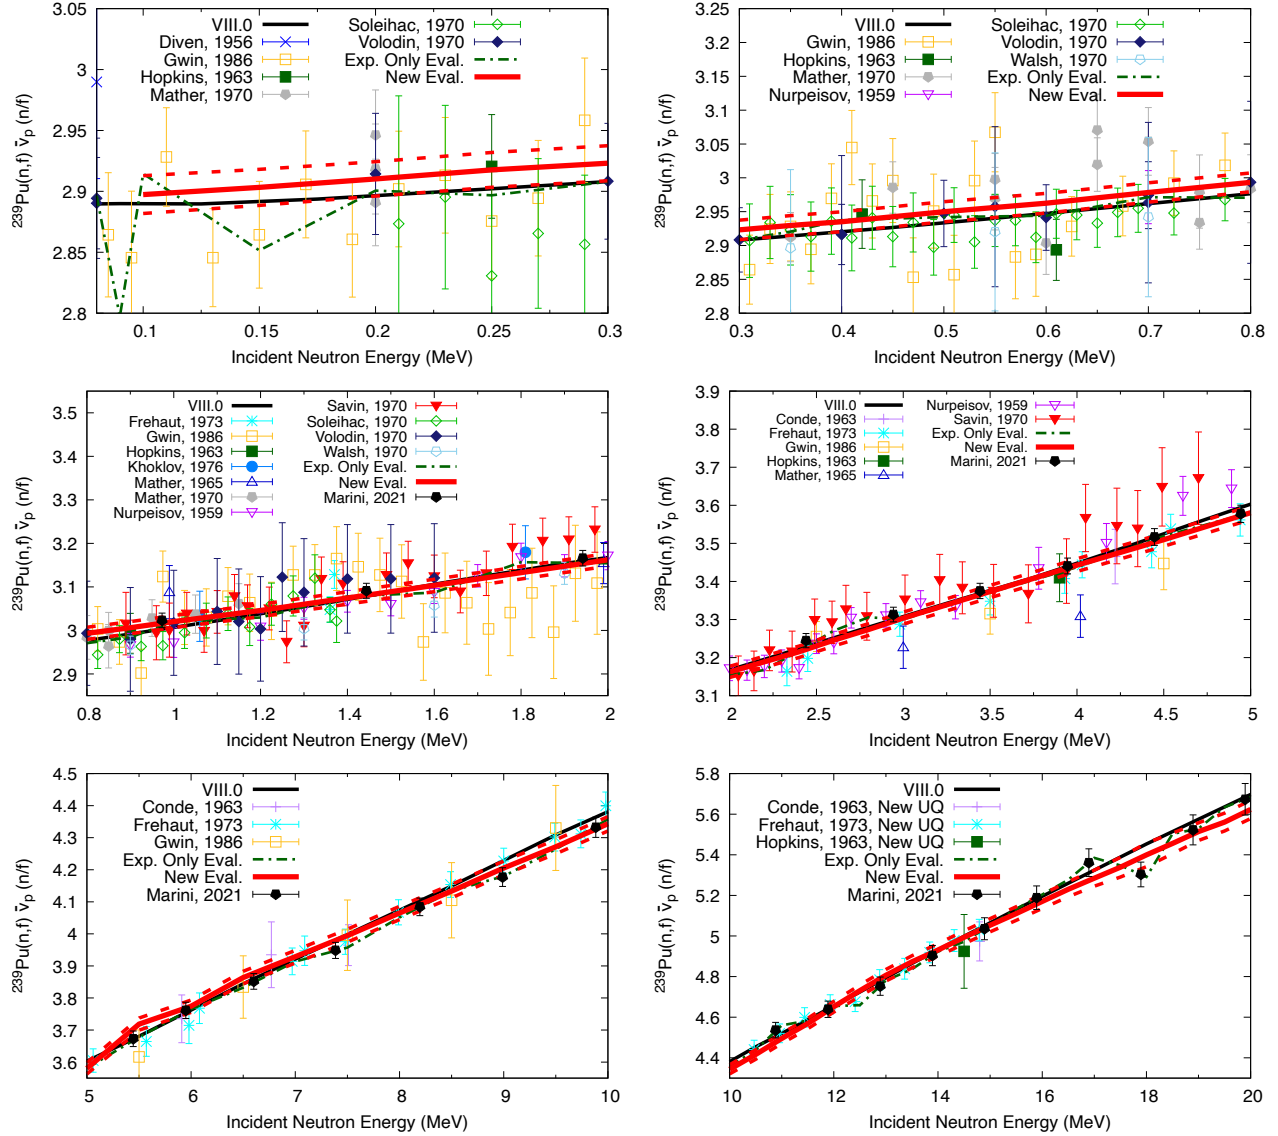 3.05
3
2.95
2.9
2.85
2.8
0.1
0.15
0.2
0.25
0.3
Incident Neutron Energy (MeV)
²³⁹Pu(n,f) ν̄ₚ (n/f)
VIII.0
Diven, 1956
Gwin, 1986
Hopkins, 1963
Mather, 1970
Soleihac, 1970
Volodin, 1970
Exp. Only Eval.
New Eval.
3.25
3.2
3.15
3.1
3.05
3
2.95
2.9
2.85
2.8
0.3
0.4
0.5
0.6
0.7
0.8
Incident Neutron Energy (MeV)
²³⁹Pu(n,f) ν̄ₚ (n/f)
VIII.0
Gwin, 1986
Hopkins, 1963
Mather, 1970
Nurpeisov, 1959
Soleihac, 1970
Volodin, 1970
Walsh, 1970
Exp. Only Eval.
New Eval.
3.5
3.4
3.3
3.2
3.1
3
2.9
0.8
1
1.2
1.4
1.6
1.8
2
Incident Neutron Energy (MeV)
²³⁹Pu(n,f) ν̄ₚ (n/f)
VIII.0
Frehaut, 1973
Gwin, 1986
Hopkins, 1963
Khoklov, 1976
Mather, 1965
Mather, 1970
Nurpeisov, 1959
Savin, 1970
Soleihac, 1970
Volodin, 1970
Walsh, 1970
Exp. Only Eval.
New Eval.
Marini, 2021
3.9
3.8
3.7
3.6
3.5
3.4
3.3
3.2
3.1
2
2.5
3
3.5
4
4.5
5
Incident Neutron Energy (MeV)
²³⁹Pu(n,f) ν̄ₚ (n/f)
VIII.0
Conde, 1963
Frehaut, 1973
Gwin, 1986
Hopkins, 1963
Mather, 1965
Nurpeisov, 1959
Savin, 1970
Exp. Only Eval.
New Eval.
Marini, 2021
4.5
4.4
4.3
4.2
4.1
4
3.9
3.8
3.7
3.6
5
6
7
8
9
10
Incident Neutron Energy (MeV)
²³⁹Pu(n,f) ν̄ₚ (n/f)
VIII.0
Conde, 1963
Frehaut, 1973
Gwin, 1986
Exp. Only Eval.
New Eval.
Marini, 2021
5.8
5.6
5.4
5.2
5
4.8
4.6
4.4
10
12
14
16
18
20
Incident Neutron Energy (MeV)
²³⁹Pu(n,f) ν̄ₚ (n/f)
VIII.0
Conde, 1963, New UQ
Frehaut, 1973, New UQ
Hopkins, 1963, New UQ
Exp. Only Eval.
New Eval.
Marini, 2021